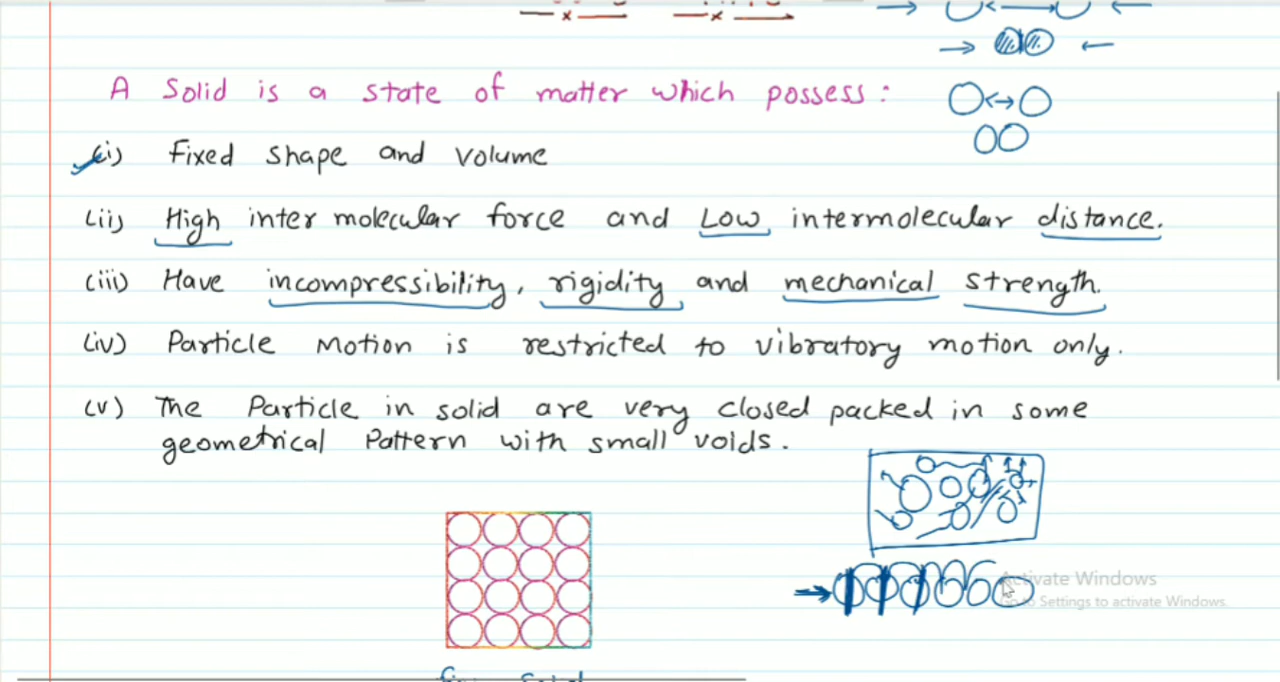 A Solid is a state of matter which possess:
(i) Fixed shape and volume
(ii) High inter molecular force and Low intermolecular distance.
(iii) Have incompressibility, rigidity and mechanical strength.
(iv) Particle Motion is restricted to vibratory motion only.
(v) The Particle in solid are very closed packed in some
geometrical Pattern with small voids.
Activate Windows
Go to Settings to activate Windows.